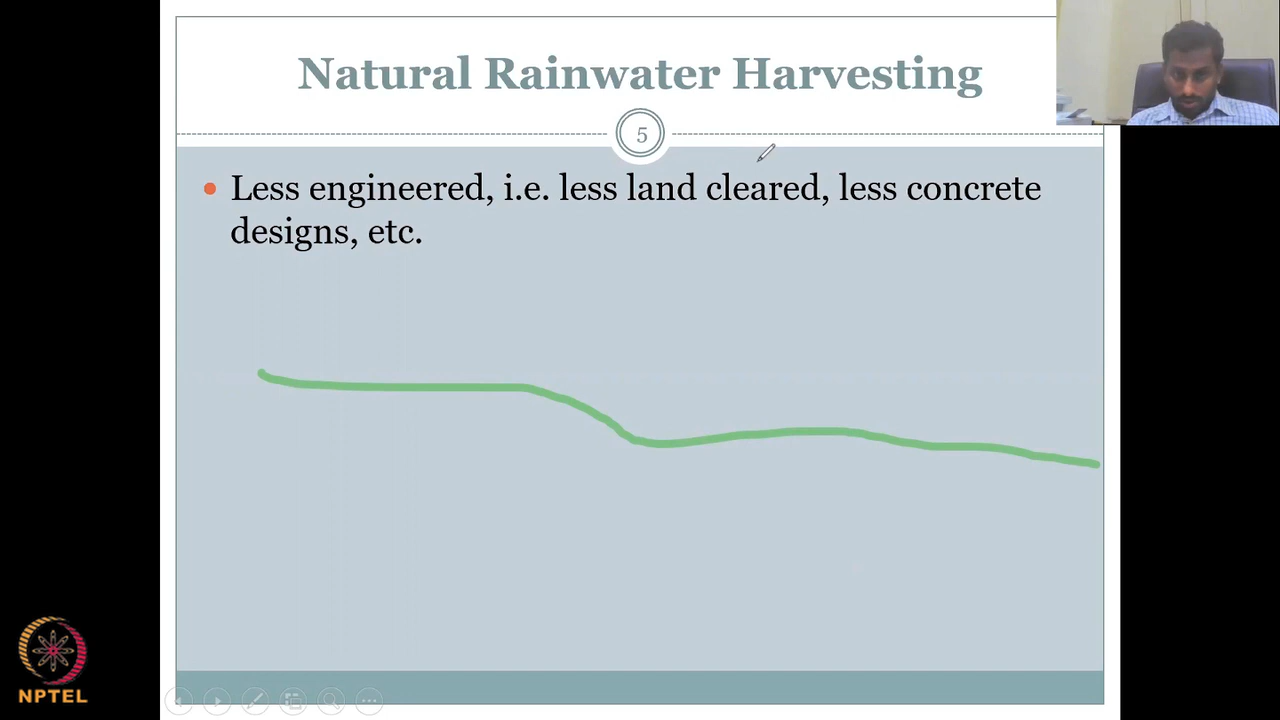 Natural Rainwater Harvesting
5
Less engineered, i.e. less land cleared, less concrete
designs, etc.
NPTEL